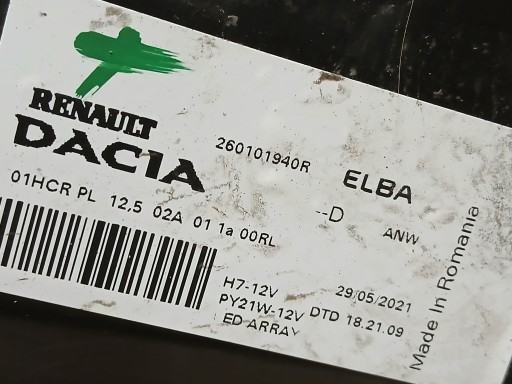 RENAULT
DACIA
260101940R
ELBA
--D
ANW
01HCR PL 12,5 02A 01 1a 00RL
H7-12V
PY21W-12V
ED ARRAY
29/05/2021
DTD 18.21.09
Made In Romania